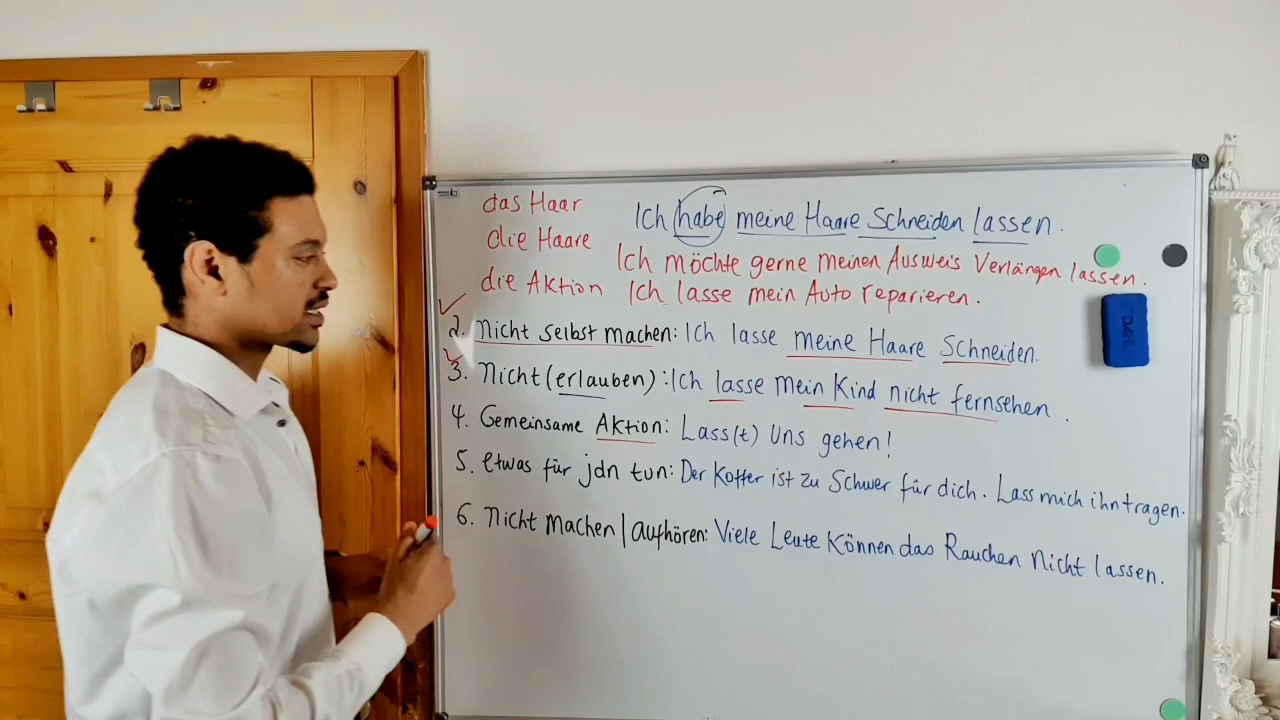 das Haar
die Haare
die Aktion
Ich habe meine Haare Schneiden lassen.
Ich möchte gerne meinen Ausweis Verlängen lassen.
Ich lasse mein Auto reparieren.
2. Nicht selbst machen: Ich lasse meine Haare Schneiden.
3. Nicht (erlauben): Ich lasse mein Kind nicht fernsehen.
4. Gemeinsame Aktion: Lass(t) Uns gehen!
5. etwas für jdn tun: Der Koffer ist zu Schwer für dich. Lass mich ihn tragen.
6. Nicht machen | aufhören: Viele Leute Können das Rauchen Nicht lassen.
DAHLE